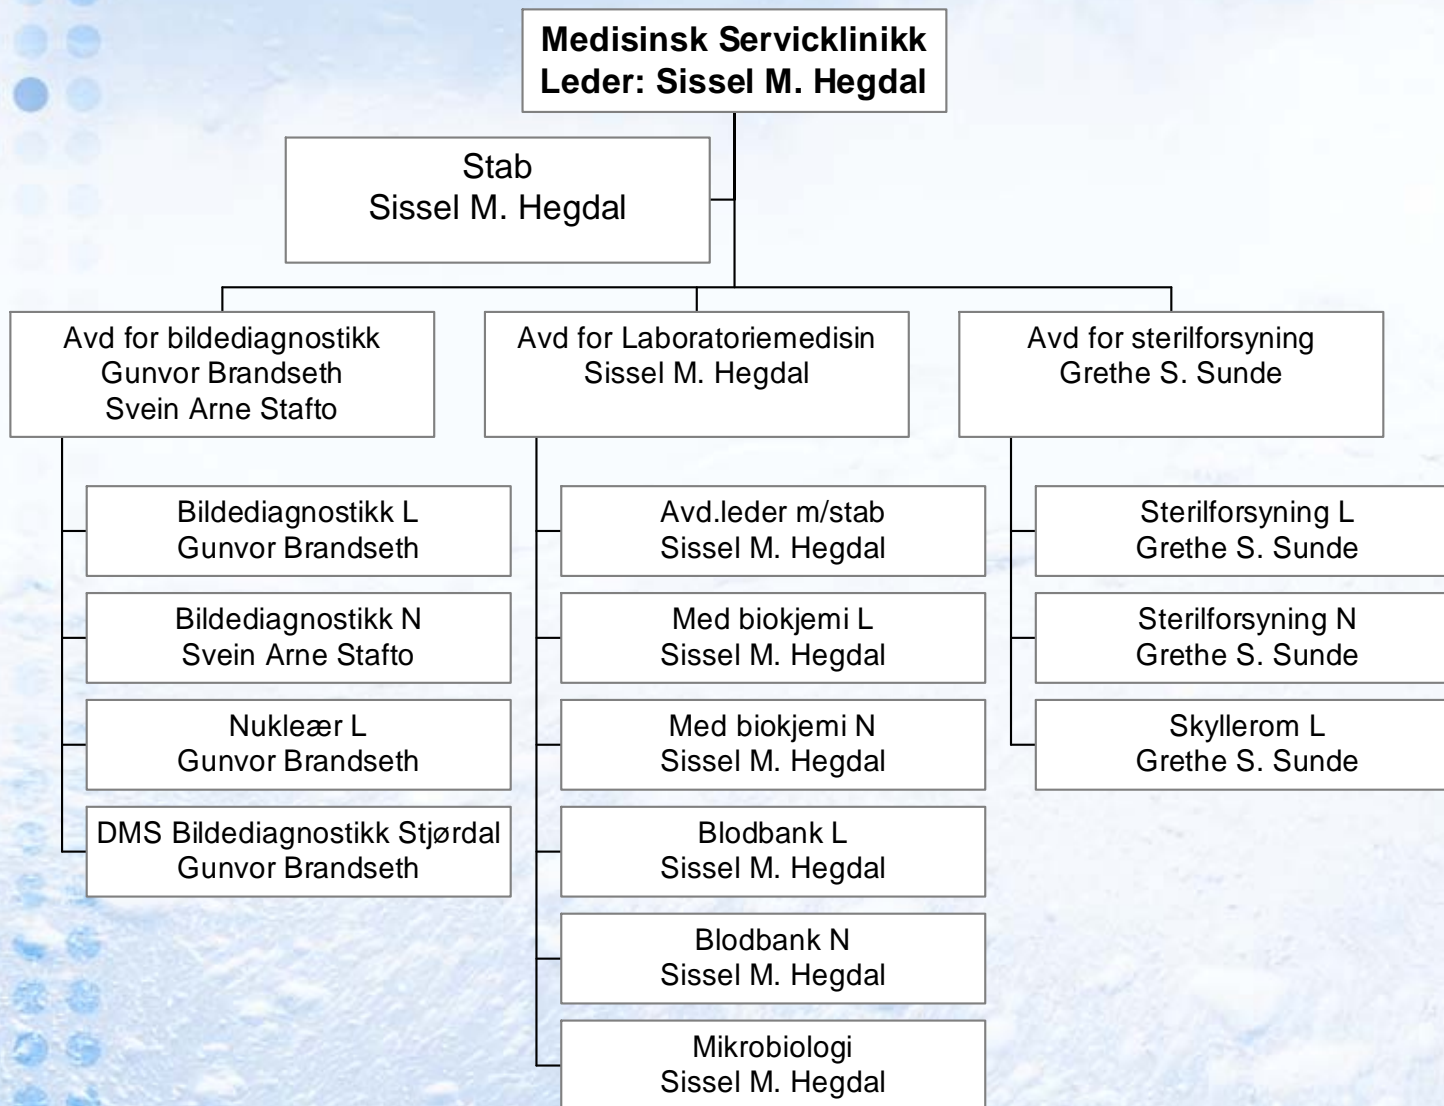 Medisinsk Servicklinikk
Leder: Sissel M. Hegdal
Stab
Sissel M. Hegdal
Avd for bildediagnostikk
Gunvor Brandseth
Svein Arne Stafto
Bildediagnostikk L
Gunvor Brandseth
Bildediagnostikk N
Svein Arne Stafto
Nukleær L
Gunvor Brandseth
DMS Bildediagnostikk Stjørdal
Gunvor Brandseth
Avd for Laboratoriemedisin
Sissel M. Hegdal
Avd.leder m/stab
Sissel M. Hegdal
Med biokjemi L
Sissel M. Hegdal
Med biokjemi N
Sissel M. Hegdal
Blodbank L
Sissel M. Hegdal
Blodbank N
Sissel M. Hegdal
Mikrobiologi
Sissel M. Hegdal
Avd for sterilforsyning
Grethe S. Sunde
Sterilforsyning L
Grethe S. Sunde
Sterilforsyning N
Grethe S. Sunde
Skyllerom L
Grethe S. Sunde